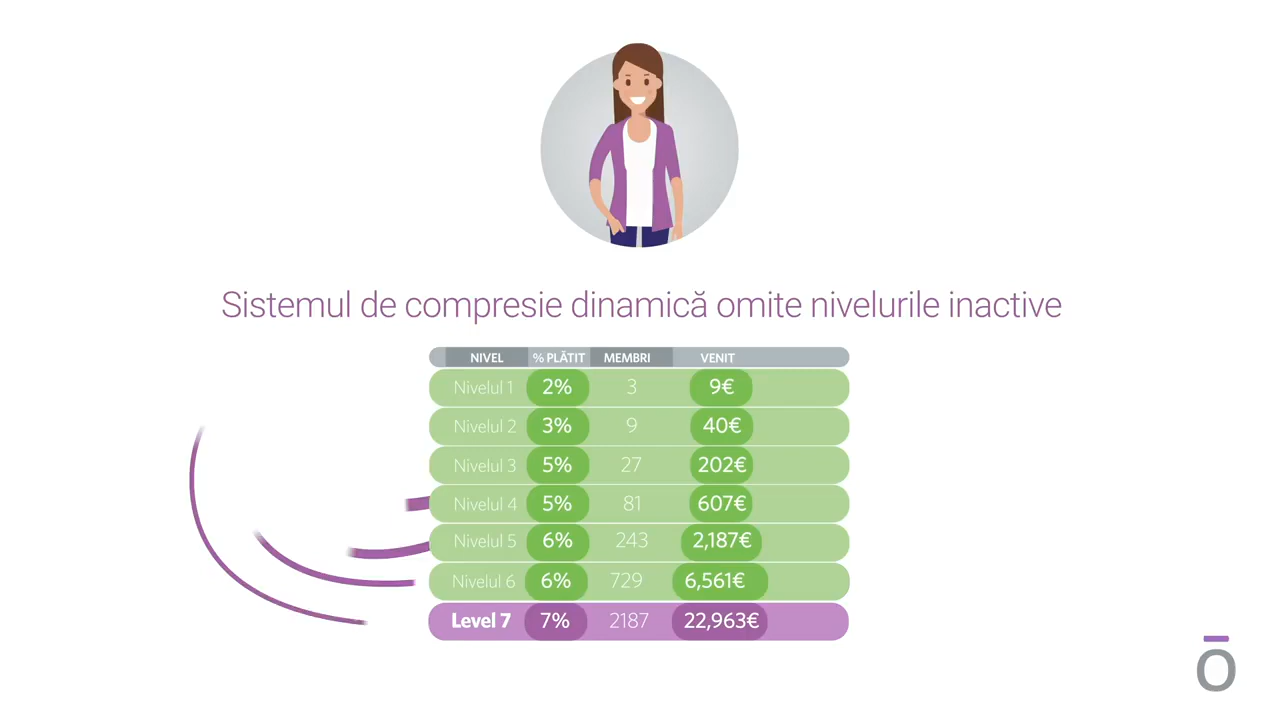 Sistemul de compresie dinamică omite nivelurile inactive
NIVEL % PLĂTIT MEMBRI VENIT
Nivelul 1 2% 3 9€
Nivelul 2 3% 9 40€
Nivelul 3 5% 27 202€
Nivelul 4 5% 81 607€
Nivelul 5 6% 243 2,187€
Nivelul 6 6% 729 6,561€
Level 7 7% 2187 22,963€
ō